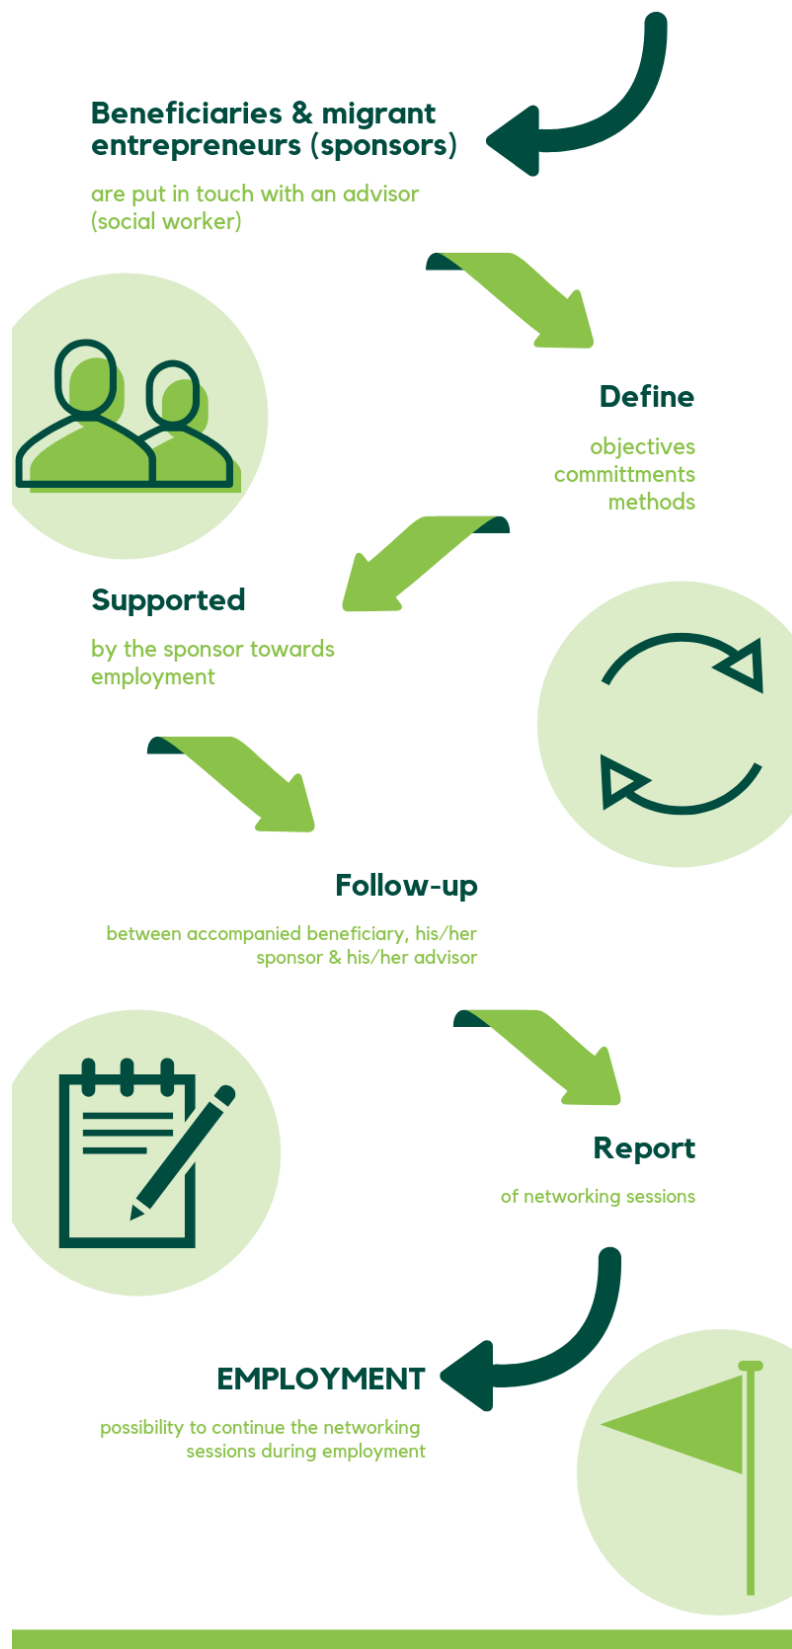 Beneficiaries & migrant
entrepreneurs (sponsors)
are put in touch with an advisor
(social worker)
Define
objectives
committments
methods
Supported
by the sponsor towards
employment
Follow-up
between accompanied beneficiary, his/her
sponsor & his/her advisor
Report
of networking sessions
EMPLOYMENT
possibility to continue the networking
sessions during employment